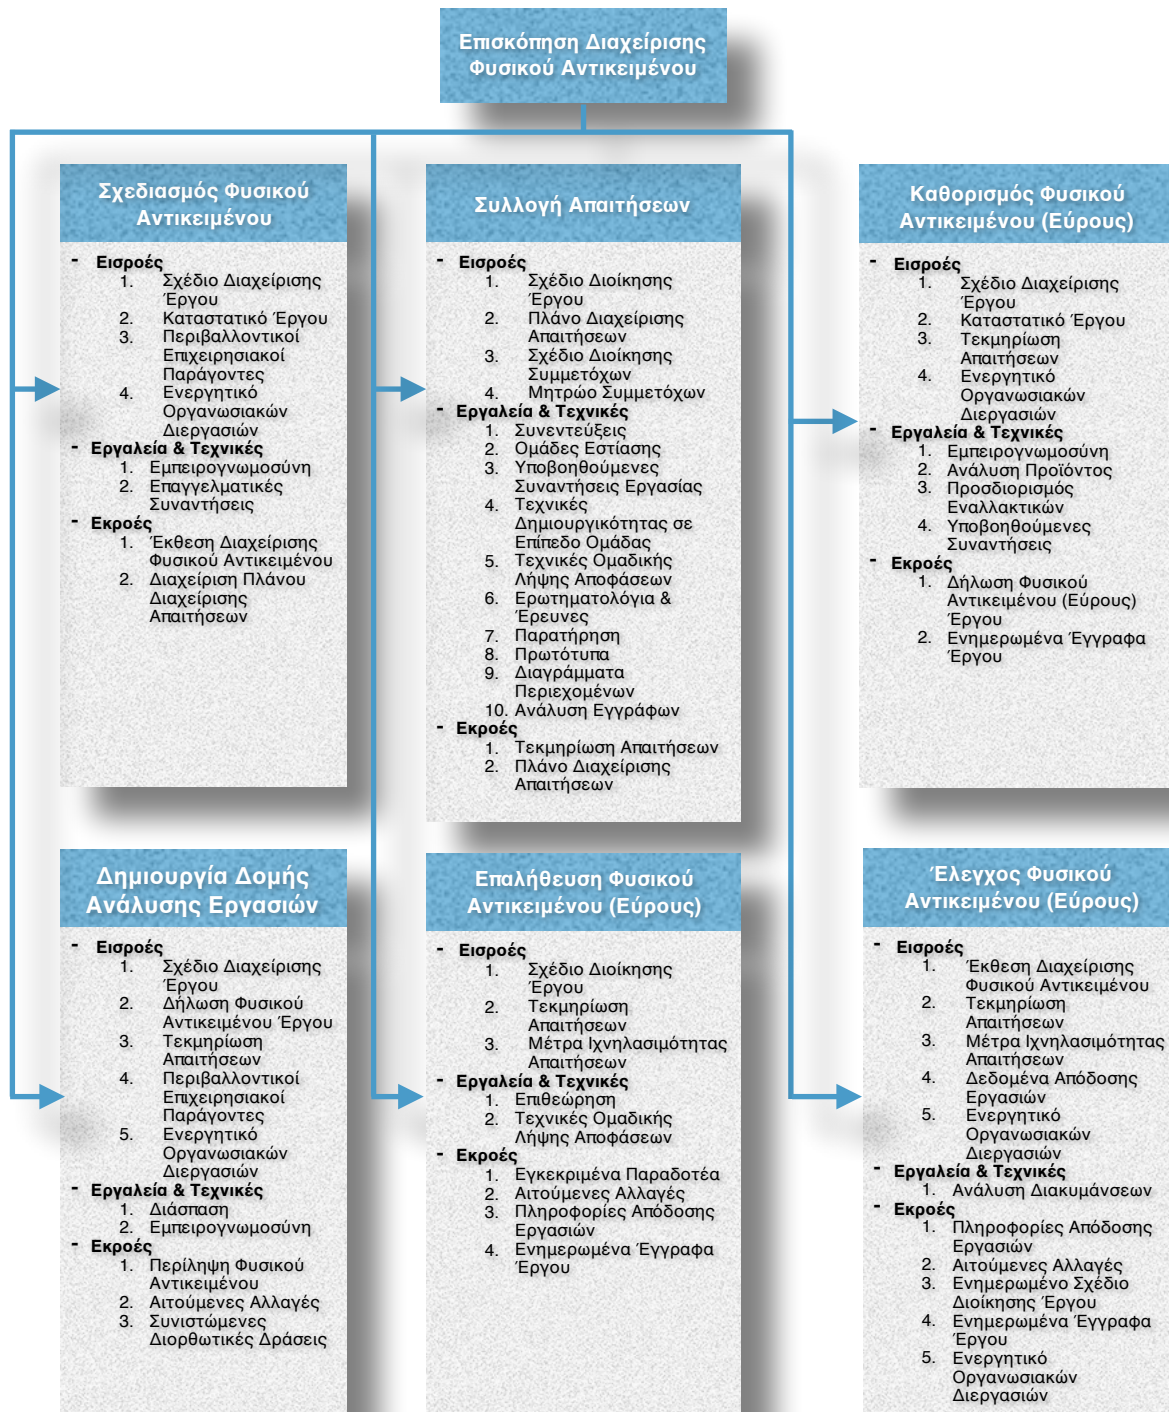 Επισκόπηση Διαχείρισης
Φυσικού Αντικειμένου
Σχεδιασμός Φυσικού
Αντικειμένου
- Εισροές
1. Σχέδιο Διαχείρισης
Έργου
2. Καταστατικό Έργου
3. Περιβαλλοντικοί
Επιχειρησιακοί
Παράγοντες
4. Ενεργητικό
Οργανωσιακών
Διεργασιών
- Εργαλεία & Τεχνικές
1. Εμπειρογνωμοσύνη
2. Επαγγελματικές
Συναντήσεις
- Εκροές
1. Έκθεση Διαχείρισης
Φυσικού Αντικειμένου
2. Διαχείριση Πλάνου
Διαχείρισης
Απαιτήσεων
Συλλογή Απαιτήσεων
- Εισροές
1. Σχέδιο Διοίκησης
Έργου
2. Πλάνο Διαχείρισης
Απαιτήσεων
3. Σχέδιο Διοίκησης
Συμμετόχων
4. Μητρώο Συμμετόχων
- Εργαλεία & Τεχνικές
1. Συνεντεύξεις
2. Ομάδες Εστίασης
3. Υποβοηθούμενες
Συναντήσεις Εργασίας
4. Τεχνικές
Δημιουργικότητας σε
Επίπεδο Ομάδας
5. Τεχνικές Ομαδικής
Λήψης Αποφάσεων
6. Ερωτηματολόγια &
Έρευνες
7. Παρατήρηση
8. Πρωτότυπα
9. Διαγράμματα
Περιεχομένων
10. Ανάλυση Εγγράφων
- Εκροές
1. Τεκμηρίωση Απαιτήσεων
2. Πλάνο Διαχείρισης
Απαιτήσεων
Καθορισμός Φυσικού
Αντικειμένου (Εύρους)
- Εισροές
1. Σχέδιο Διαχείρισης
Έργου
2. Καταστατικό Έργου
3. Τεκμηρίωση
Απαιτήσεων
4. Ενεργητικό
Οργανωσιακών
Διεργασιών
- Εργαλεία & Τεχνικές
1. Εμπειρογνωμοσύνη
2. Ανάλυση Προϊόντος
3. Προσδιορισμός
Εναλλακτικών
4. Υποβοηθούμενες
Συναντήσεις
- Εκροές
1. Δήλωση Φυσικού
Αντικειμένου (Εύρους)
Έργου
2. Ενημερωμένα Έγγραφα
Έργου
Δημιουργία Δομής
Ανάλυσης Εργασιών
- Εισροές
1. Σχέδιο Διαχείρισης
Έργου
2. Δήλωση Φυσικού
Αντικειμένου Έργου
3. Τεκμηρίωση
Απαιτήσεων
4. Περιβαλλοντικοί
Επιχειρησιακοί
Παράγοντες
5. Ενεργητικό
Οργανωσιακών
Διεργασιών
- Εργαλεία & Τεχνικές
1. Διάσπαση
2. Εμπειρογνωμοσύνη
- Εκροές
1. Περίληψη Φυσικού
Αντικειμένου
2. Αιτούμενες Αλλαγές
3. Συνιστώμενες
Διορθωτικές Δράσεις
Επαλήθευση Φυσικού
Αντικειμένου (Εύρους)
- Εισροές
1. Σχέδιο Διοίκησης
Έργου
2. Τεκμηρίωση
Απαιτήσεων
3. Μέτρα Ιχνηλασιμότητας
Απαιτήσεων
- Εργαλεία & Τεχνικές
1. Επιθεώρηση
2. Τεχνικές Ομαδικής
Λήψης Αποφάσεων
- Εκροές
1. Εγκεκριμένα Παραδοτέα
2. Αιτούμενες Αλλαγές
3. Πληροφορίες Απόδοσης
Εργασιών
4. Ενημερωμένα Έγγραφα
Έργου
Έλεγχος Φυσικού
Αντικειμένου (Εύρους)
- Εισροές
1. Έκθεση Διαχείρισης
Φυσικού Αντικειμένου
2. Τεκμηρίωση
Απαιτήσεων
3. Μέτρα Ιχνηλασιμότητας
Απαιτήσεων
4. Δεδομένα Απόδοσης
Εργασιών
5. Ενεργητικό
Οργανωσιακών
Διεργασιών
- Εργαλεία & Τεχνικές
1. Ανάλυση Διακυμάνσεων
- Εκροές
1. Πληροφορίες Απόδοσης
Εργασιών
2. Αιτούμενες Αλλαγές
3. Ενημερωμένο Σχέδιο
Διοίκησης Έργου
4. Ενημερωμένα Έγγραφα
Έργου
5. Ενεργητικό
Οργανωσιακών
Διεργασιών